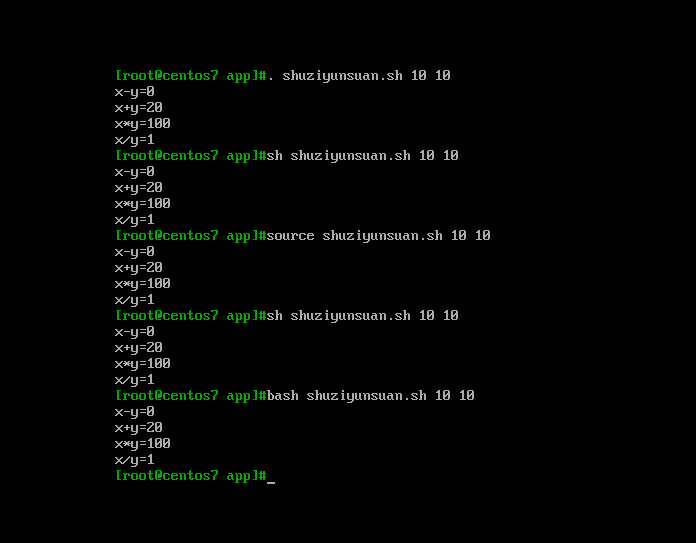 [root@centos7 app]#. shuziyunsuan.sh 10 10
x-y=0
x+y=20
x*y=100
x/y=1
[root@centos7 app]#sh shuziyunsuan.sh 10 10
x-y=0
x+y=20
x*y=100
x/y=1
[root@centos7 app]#source shuziyunsuan.sh 10 10
x-y=0
x+y=20
x*y=100
x/y=1
[root@centos7 app]#sh shuziyunsuan.sh 10 10
x-y=0
x+y=20
x*y=100
x/y=1
[root@centos7 app]#bash shuziyunsuan.sh 10 10
x-y=0
x+y=20
x*y=100
x/y=1
[root@centos7 app]#_